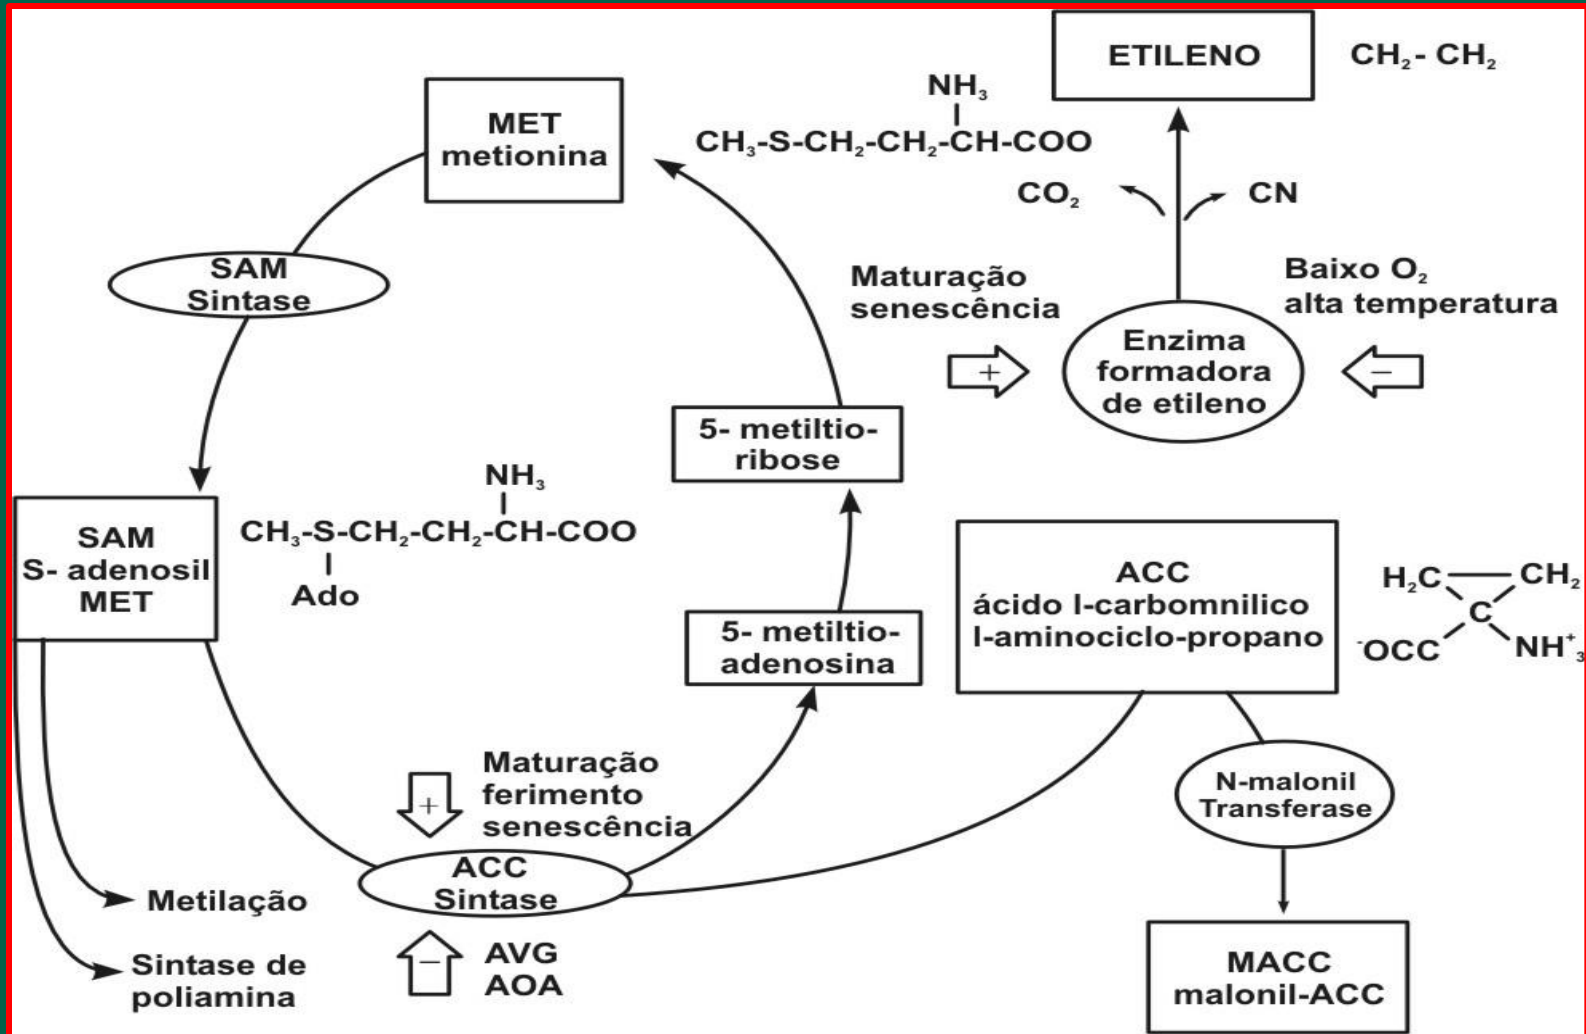 ETILENO
CH₂- CH₂
MET
metionina
NH₃
CH₃-S-CH₂-CH₂-CH-COO
CO₂
CN
SAM
Sintase
Maturação
senescência
+
Baixo O₂
alta temperatura
−
Enzima
formadora
de etileno
5- metiltio-
ribose
SAM
S- adenosil
MET
NH₃
CH₃-S-CH₂-CH₂-CH-COO
Ado
5- metiltio-
adenosina
ACC
ácido l-carbomnilico
l-aminociclo-propano
H₂C
CH₂
C
⁻OCC
NH⁺₃
Maturação
ferimento
senescência
+
ACC
Sintase
−
AVG
AOA
N-malonil
Transferase
Metilação
Sintase de
poliamina
MACC
malonil-ACC